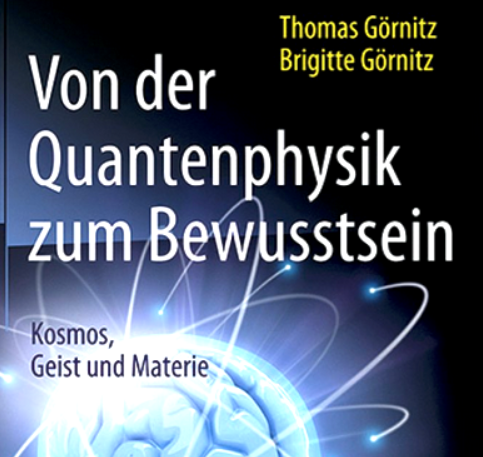 Thomas Görnitz
Brigitte Görnitz
Von der
Quantenphysik
zum Bewusstsein
Kosmos,
Geist und Materie